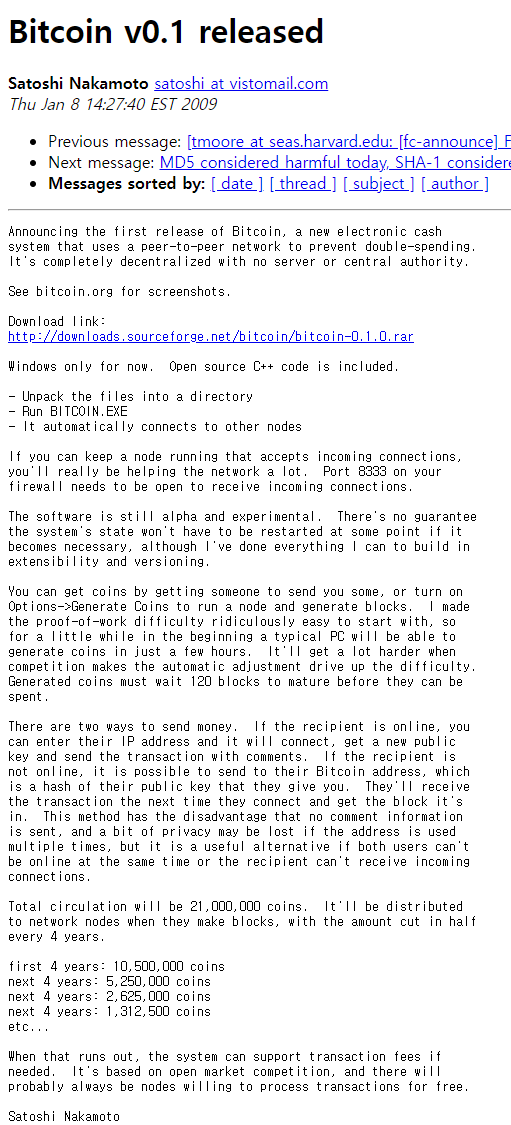 Bitcoin v0.1 released
Satoshi Nakamoto satoshi at vistomail.com
Thu Jan 8 14:27:40 EST 2009
• Previous message: [tmoore at seas.harvard.edu: [fc-announce] F
• Next message: MD5 considered harmful today, SHA-1 considere
• Messages sorted by: [ date ] [ thread ] [ subject ] [ author ]
Announcing the first release of Bitcoin, a new electronic cash
system that uses a peer-to-peer network to prevent double-spending.
It's completely decentralized with no server or central authority.
See bitcoin.org for screenshots.
Download link:
http://downloads.sourceforge.net/bitcoin/bitcoin-0.1.0.rar
Windows only for now.  Open source C++ code is included.
- Unpack the files into a directory
- Run BITCOIN.EXE
- It automatically connects to other nodes
If you can keep a node running that accepts incoming connections,
you'll really be helping the network a lot.  Port 8333 on your
firewall needs to be open to receive incoming connections.
The software is still alpha and experimental.  There's no guarantee
the system's state won't have to be restarted at some point if it
becomes necessary, although I've done everything I can to build in
extensibility and versioning.
You can get coins by getting someone to send you some, or turn on
Options->Generate Coins to run a node and generate blocks.  I made
the proof-of-work difficulty ridiculously easy to start with, so
for a little while in the beginning a typical PC will be able to
generate coins in just a few hours.  It'll get a lot harder when
competition makes the automatic adjustment drive up the difficulty.
Generated coins must wait 120 blocks to mature before they can be
spent.
There are two ways to send money.  If the recipient is online, you
can enter their IP address and it will connect, get a new public
key and send the transaction with comments.  If the recipient is
not online, it is possible to send to their Bitcoin address, which
is a hash of their public key that they give you.  They'll receive
the transaction the next time they connect and get the block it's
in.  This method has the disadvantage that no comment information
is sent, and a bit of privacy may be lost if the address is used
multiple times, but it is a useful alternative if both users can't
be online at the same time or the recipient can't receive incoming
connections.
Total circulation will be 21,000,000 coins.  It'll be distributed
to network nodes when they make blocks, with the amount cut in half
every 4 years.
first 4 years: 10,500,000 coins
next 4 years: 5,250,000 coins
next 4 years: 2,625,000 coins
next 4 years: 1,312,500 coins
etc...
When that runs out, the system can support transaction fees if
needed.  It's based on open market competition, and there will
probably always be nodes willing to process transactions for free.
Satoshi Nakamoto